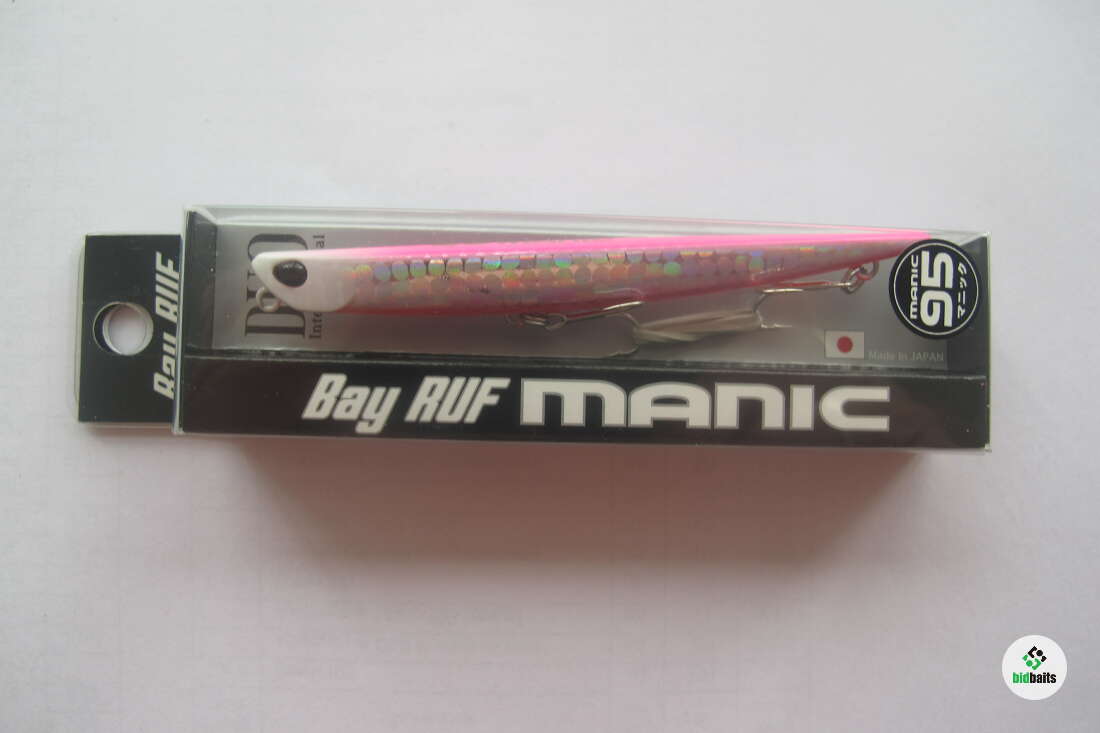 Bay RUF
Bay RUF MANIC
MANIC
95
マニック
Made in JAPAN
bidbaits